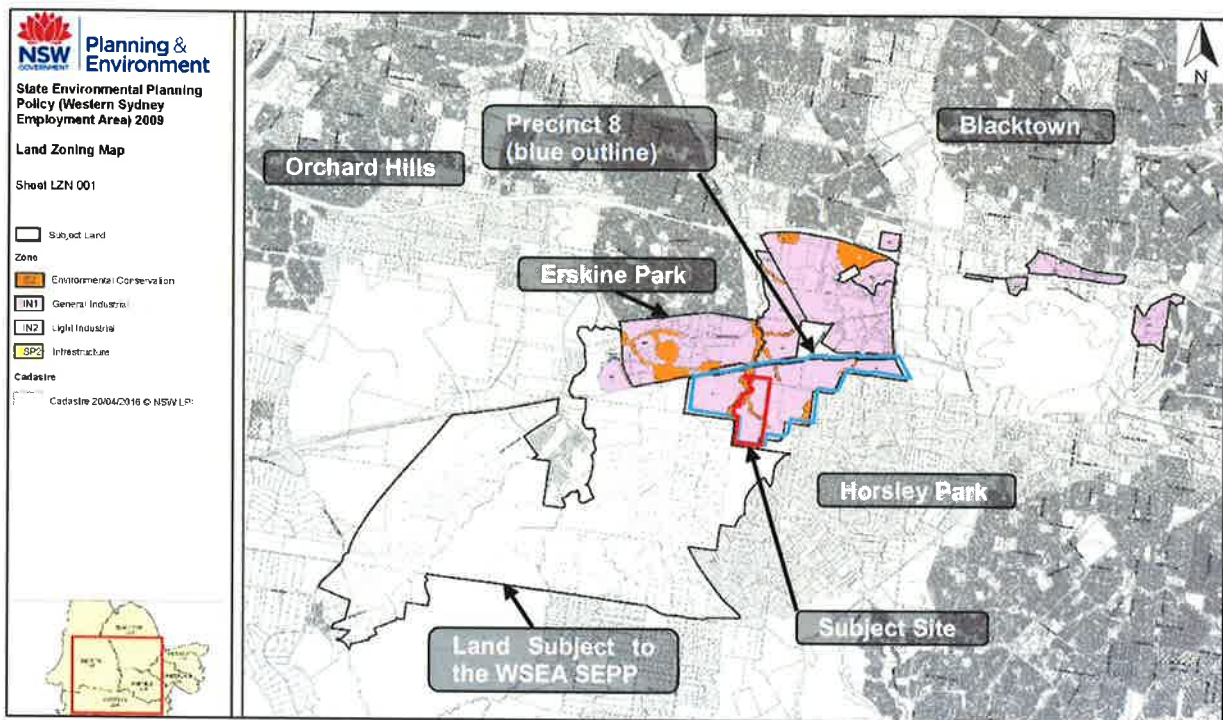 NSW
GOVERNMENT
Planning &
Environment
State Environmental Planning
Policy (Western Sydney
Employment Area) 2009
Land Zoning Map
Sheet LZN 001
Subject Land
Zone
E2 Environmental Conservation
IN1 General Industrial
IN2 Light Industrial
SP2 Infrastructure
Cadastre
Cadastre 20/04/2016 © NSW LPI
N
Precinct 8
(blue outline)
Blacktown
Orchard Hills
Erskine Park
Horsley Park
Subject Site
Land Subject to
the WSEA SEPP